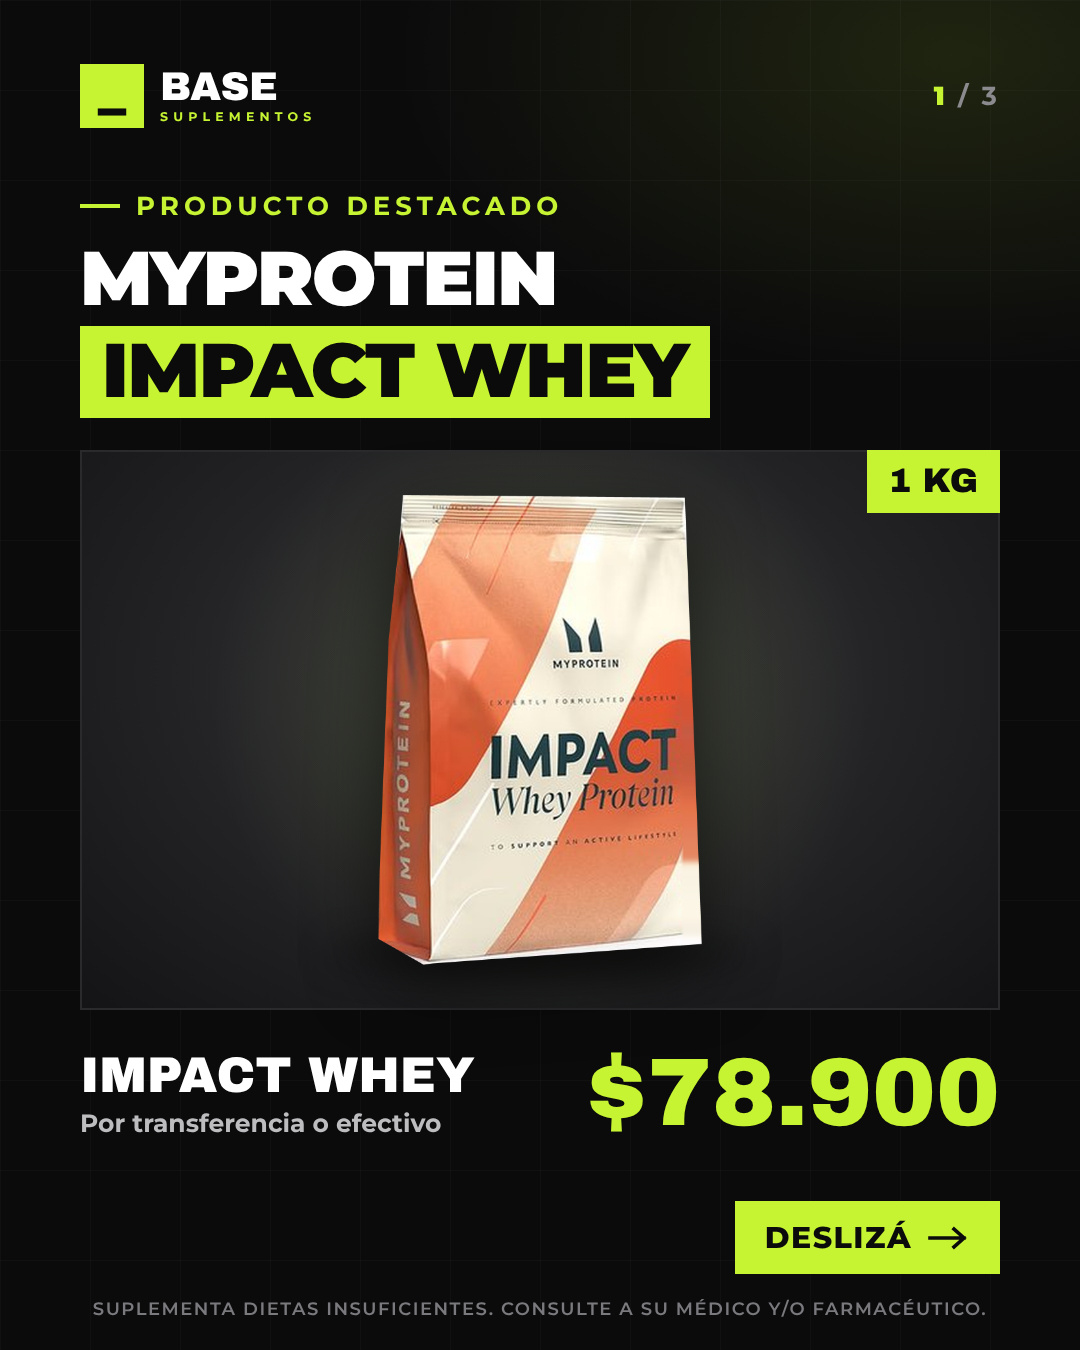 BASE
SUPLEMENTOS
1 / 3
PRODUCTO DESTACADO
MYPROTEIN
IMPACT WHEY
1 KG
MYPROTEIN
EXPERTLY FORMULATED PROTEIN
IMPACT
Whey Protein
TO SUPPORT AN ACTIVE LIFESTYLE
MYPROTEIN
IMPACT WHEY
Por transferencia o efectivo
$78.900
DESLIZÁ →
SUPLEMENTA DIETAS INSUFICIENTES. CONSULTE A SU MÉDICO Y/O FARMACÉUTICO.